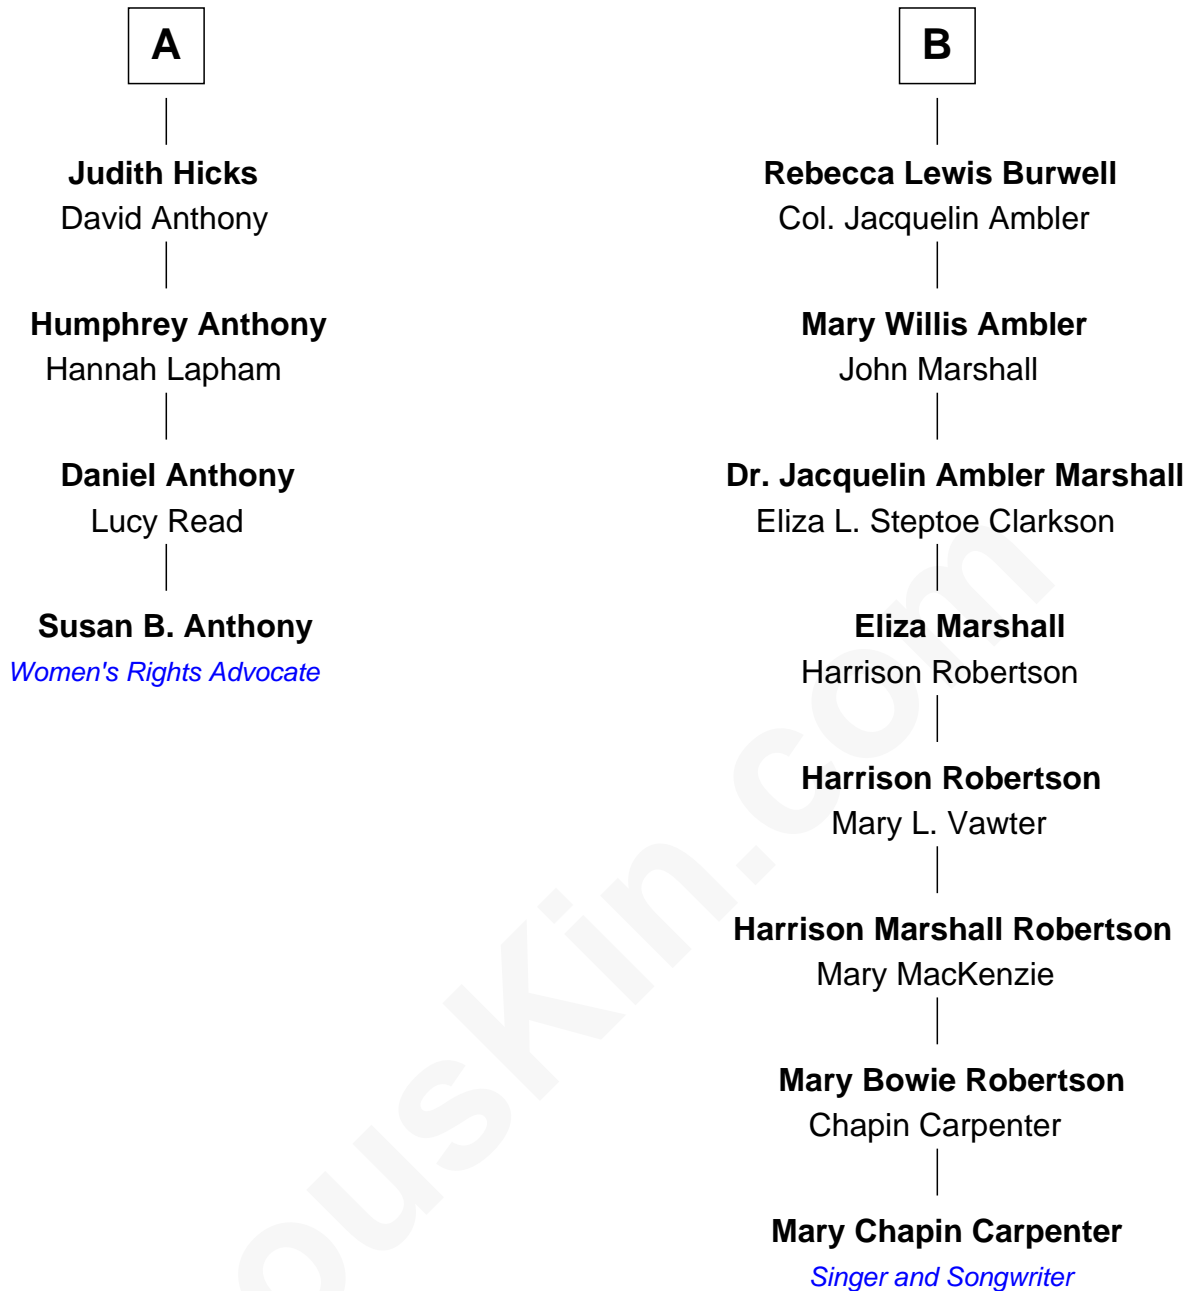 A
Judith Hicks
David Anthony
Humphrey Anthony
Hannah Lapham
Daniel Anthony
Lucy Read
Susan B. Anthony
Women's Rights Advocate
B
Rebecca Lewis Burwell
Col. Jacquelin Ambler
Mary Willis Ambler
John Marshall
Dr. Jacquelin Ambler Marshall
Eliza L. Steptoe Clarkson
Eliza Marshall
Harrison Robertson
Harrison Robertson
Mary L. Vawter
Harrison Marshall Robertson
Mary MacKenzie
Mary Bowie Robertson
Chapin Carpenter
Mary Chapin Carpenter
Singer and Songwriter
ousKin.com